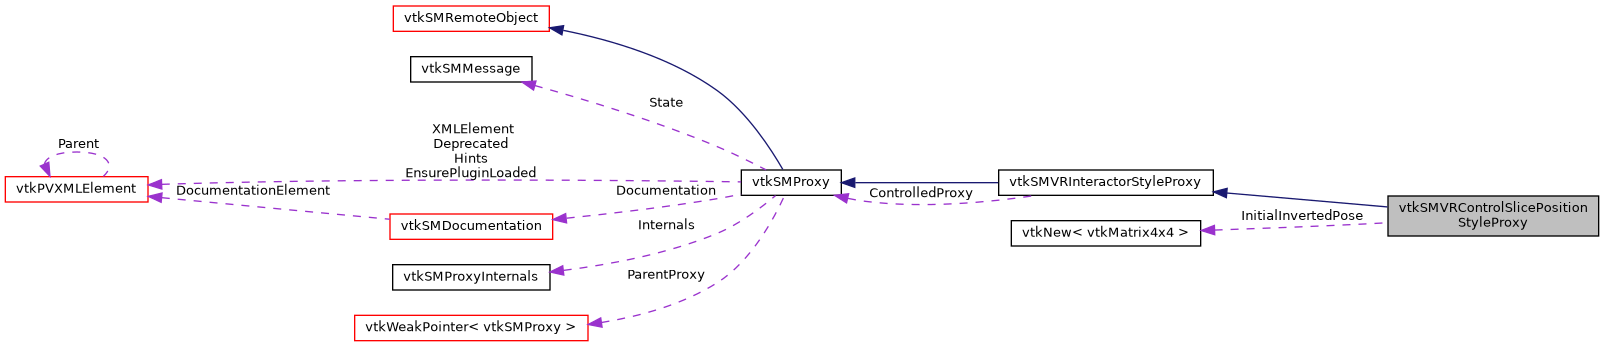 vtkSMRemoteObject
vtkSMMessage
State
XMLElement
Deprecated
Hints
EnsurePluginLoaded
Parent
vtkPVXMLElement
DocumentationElement
Documentation
vtkSMDocumentation
Internals
vtkSMProxyInternals
ParentProxy
vtkWeakPointer< vtkSMProxy >
vtkSMProxy
ControlledProxy
vtkSMVRInteractorStyleProxy
vtkNew< vtkMatrix4x4 >
InitialInvertedPose
vtkSMVRControlSlicePosition
StyleProxy